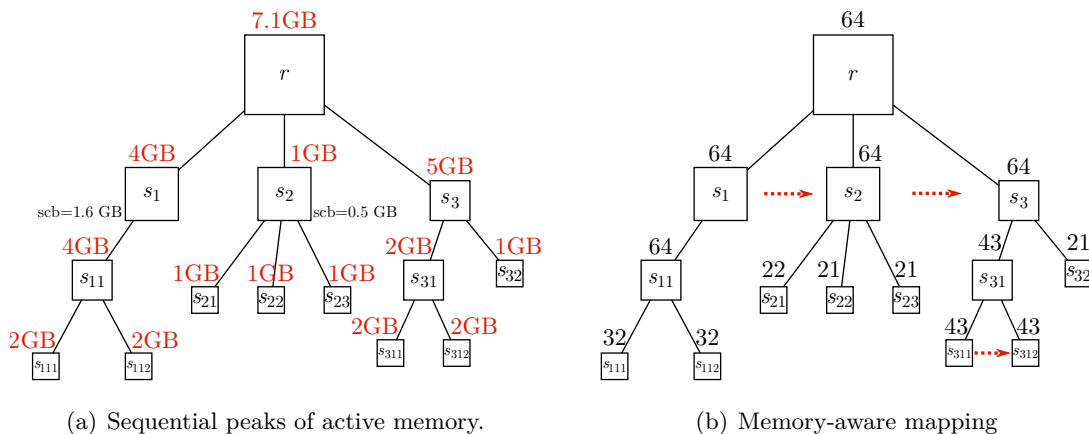 7.1GB
64
r
r
4GB
1GB
5GB
64
64
64
s1
s2
s3
s1
s2
s3
scb=1.6 GB
scb=0.5 GB
4GB
2GB
1GB
64
43
21
s11
1GB
1GB
1GB
s31
s32
s11
22
21
21
s31
s32
s21
s22
s23
s21
s22
s23
2GB
2GB
2GB
2GB
32
32
43
43
s111
s112
s311
s312
s111
s112
s311
s312
(a) Sequential peaks of active memory.
(b) Memory-aware mapping